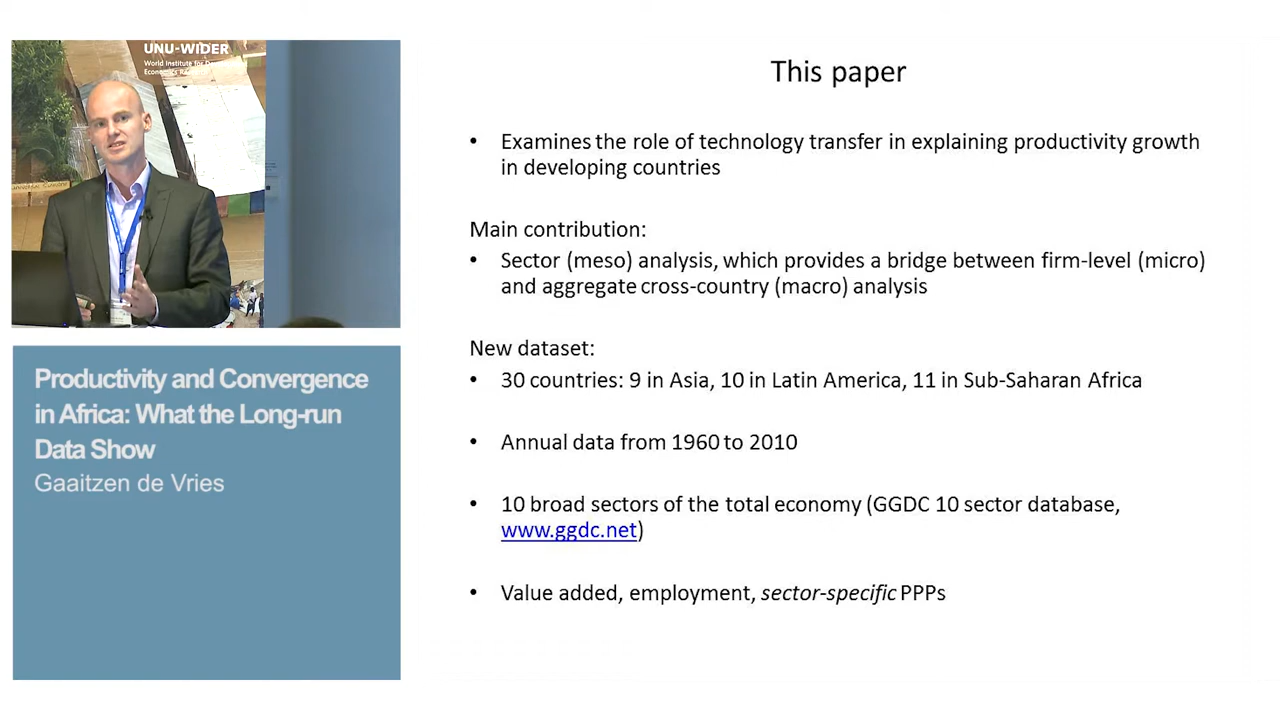 UNU-WIDER
World Institute for
Economics
This paper
• Examines the role of technology transfer in explaining productivity growth
in developing countries
Main contribution:
• Sector (meso) analysis, which provides a bridge between firm-level (micro)
and aggregate cross-country (macro) analysis
New dataset:
• 30 countries: 9 in Asia, 10 in Latin America, 11 in Sub-Saharan Africa
• Annual data from 1960 to 2010
• 10 broad sectors of the total economy (GGDC 10 sector database,
www.ggdc.net)
• Value added, employment, sector-specific PPPs
Productivity and Convergence
in Africa: What the Long-run
Data Show
Gaaitzen de Vries